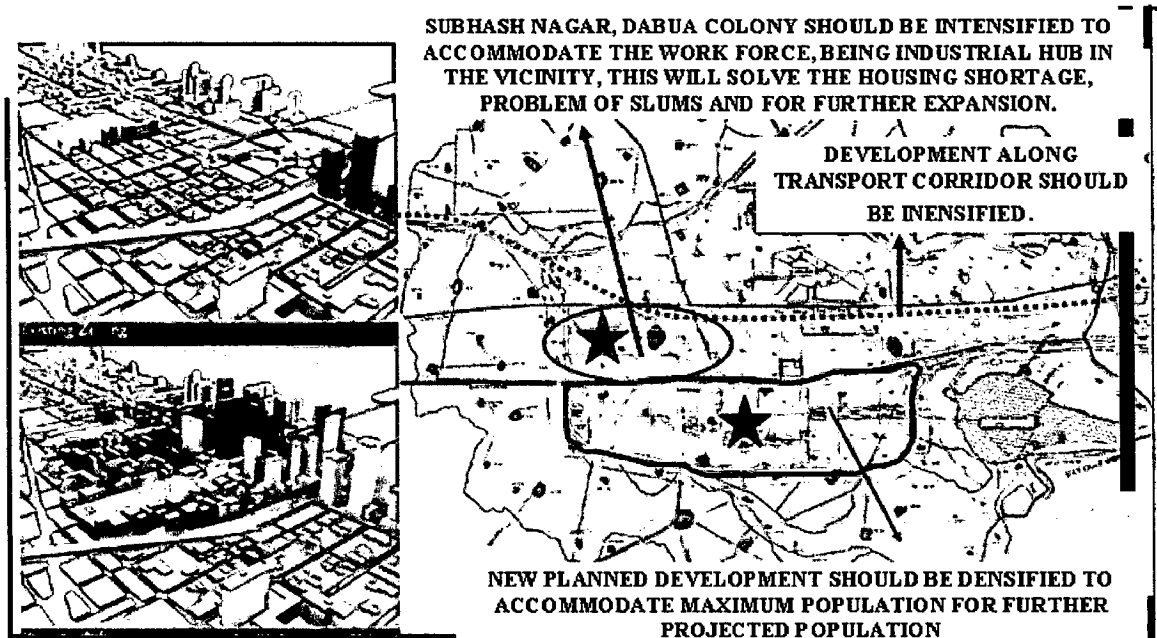 SUBHASH NAGAR, DABUA COLONY SHOULD BE INTENSIFIED TO
ACCOMMODATE THE WORK FORCE, BEING INDUSTRIAL HUB IN
THE VICINITY, THIS WILL SOLVE THE HOUSING SHORTAGE,
PROBLEM OF SLUMS AND FOR FURTHER EXPANSION.
DEVELOPMENT ALONG
TRANSPORT CORRIDOR SHOULD
BE INENSIFIED.
NEW PLANNED DEVELOPMENT SHOULD BE DENSIFIED TO
ACCOMMODATE MAXIMUM POPULATION FOR FURTHER
PROJECTED POPULATION